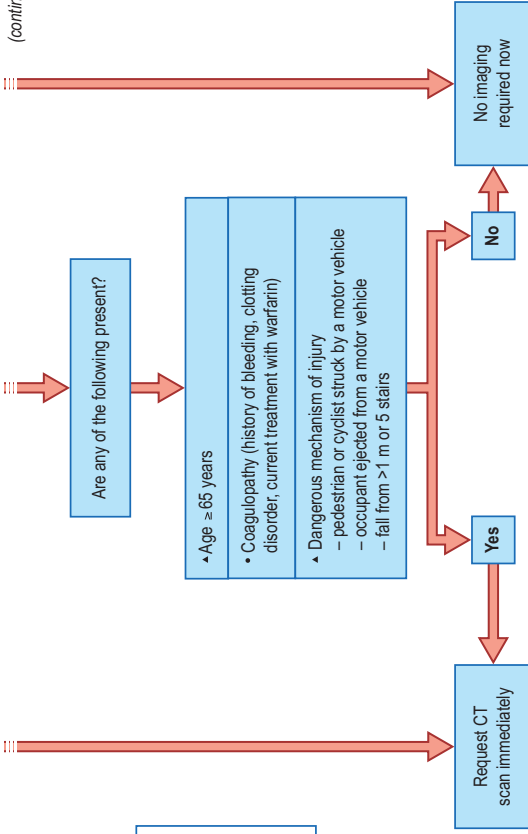 (contin
Are any of the following present?
▲ Age ≥ 65 years
• Coagulopathy (history of bleeding, clotting
disorder, current treatment with warfarin)
▲ Dangerous mechanism of injury
– pedestrian or cyclist struck by a motor vehicle
– occupant ejected from a motor vehicle
– fall from >1 m or 5 stairs
Yes
No
Request CT
scan immediately
No imaging
required now